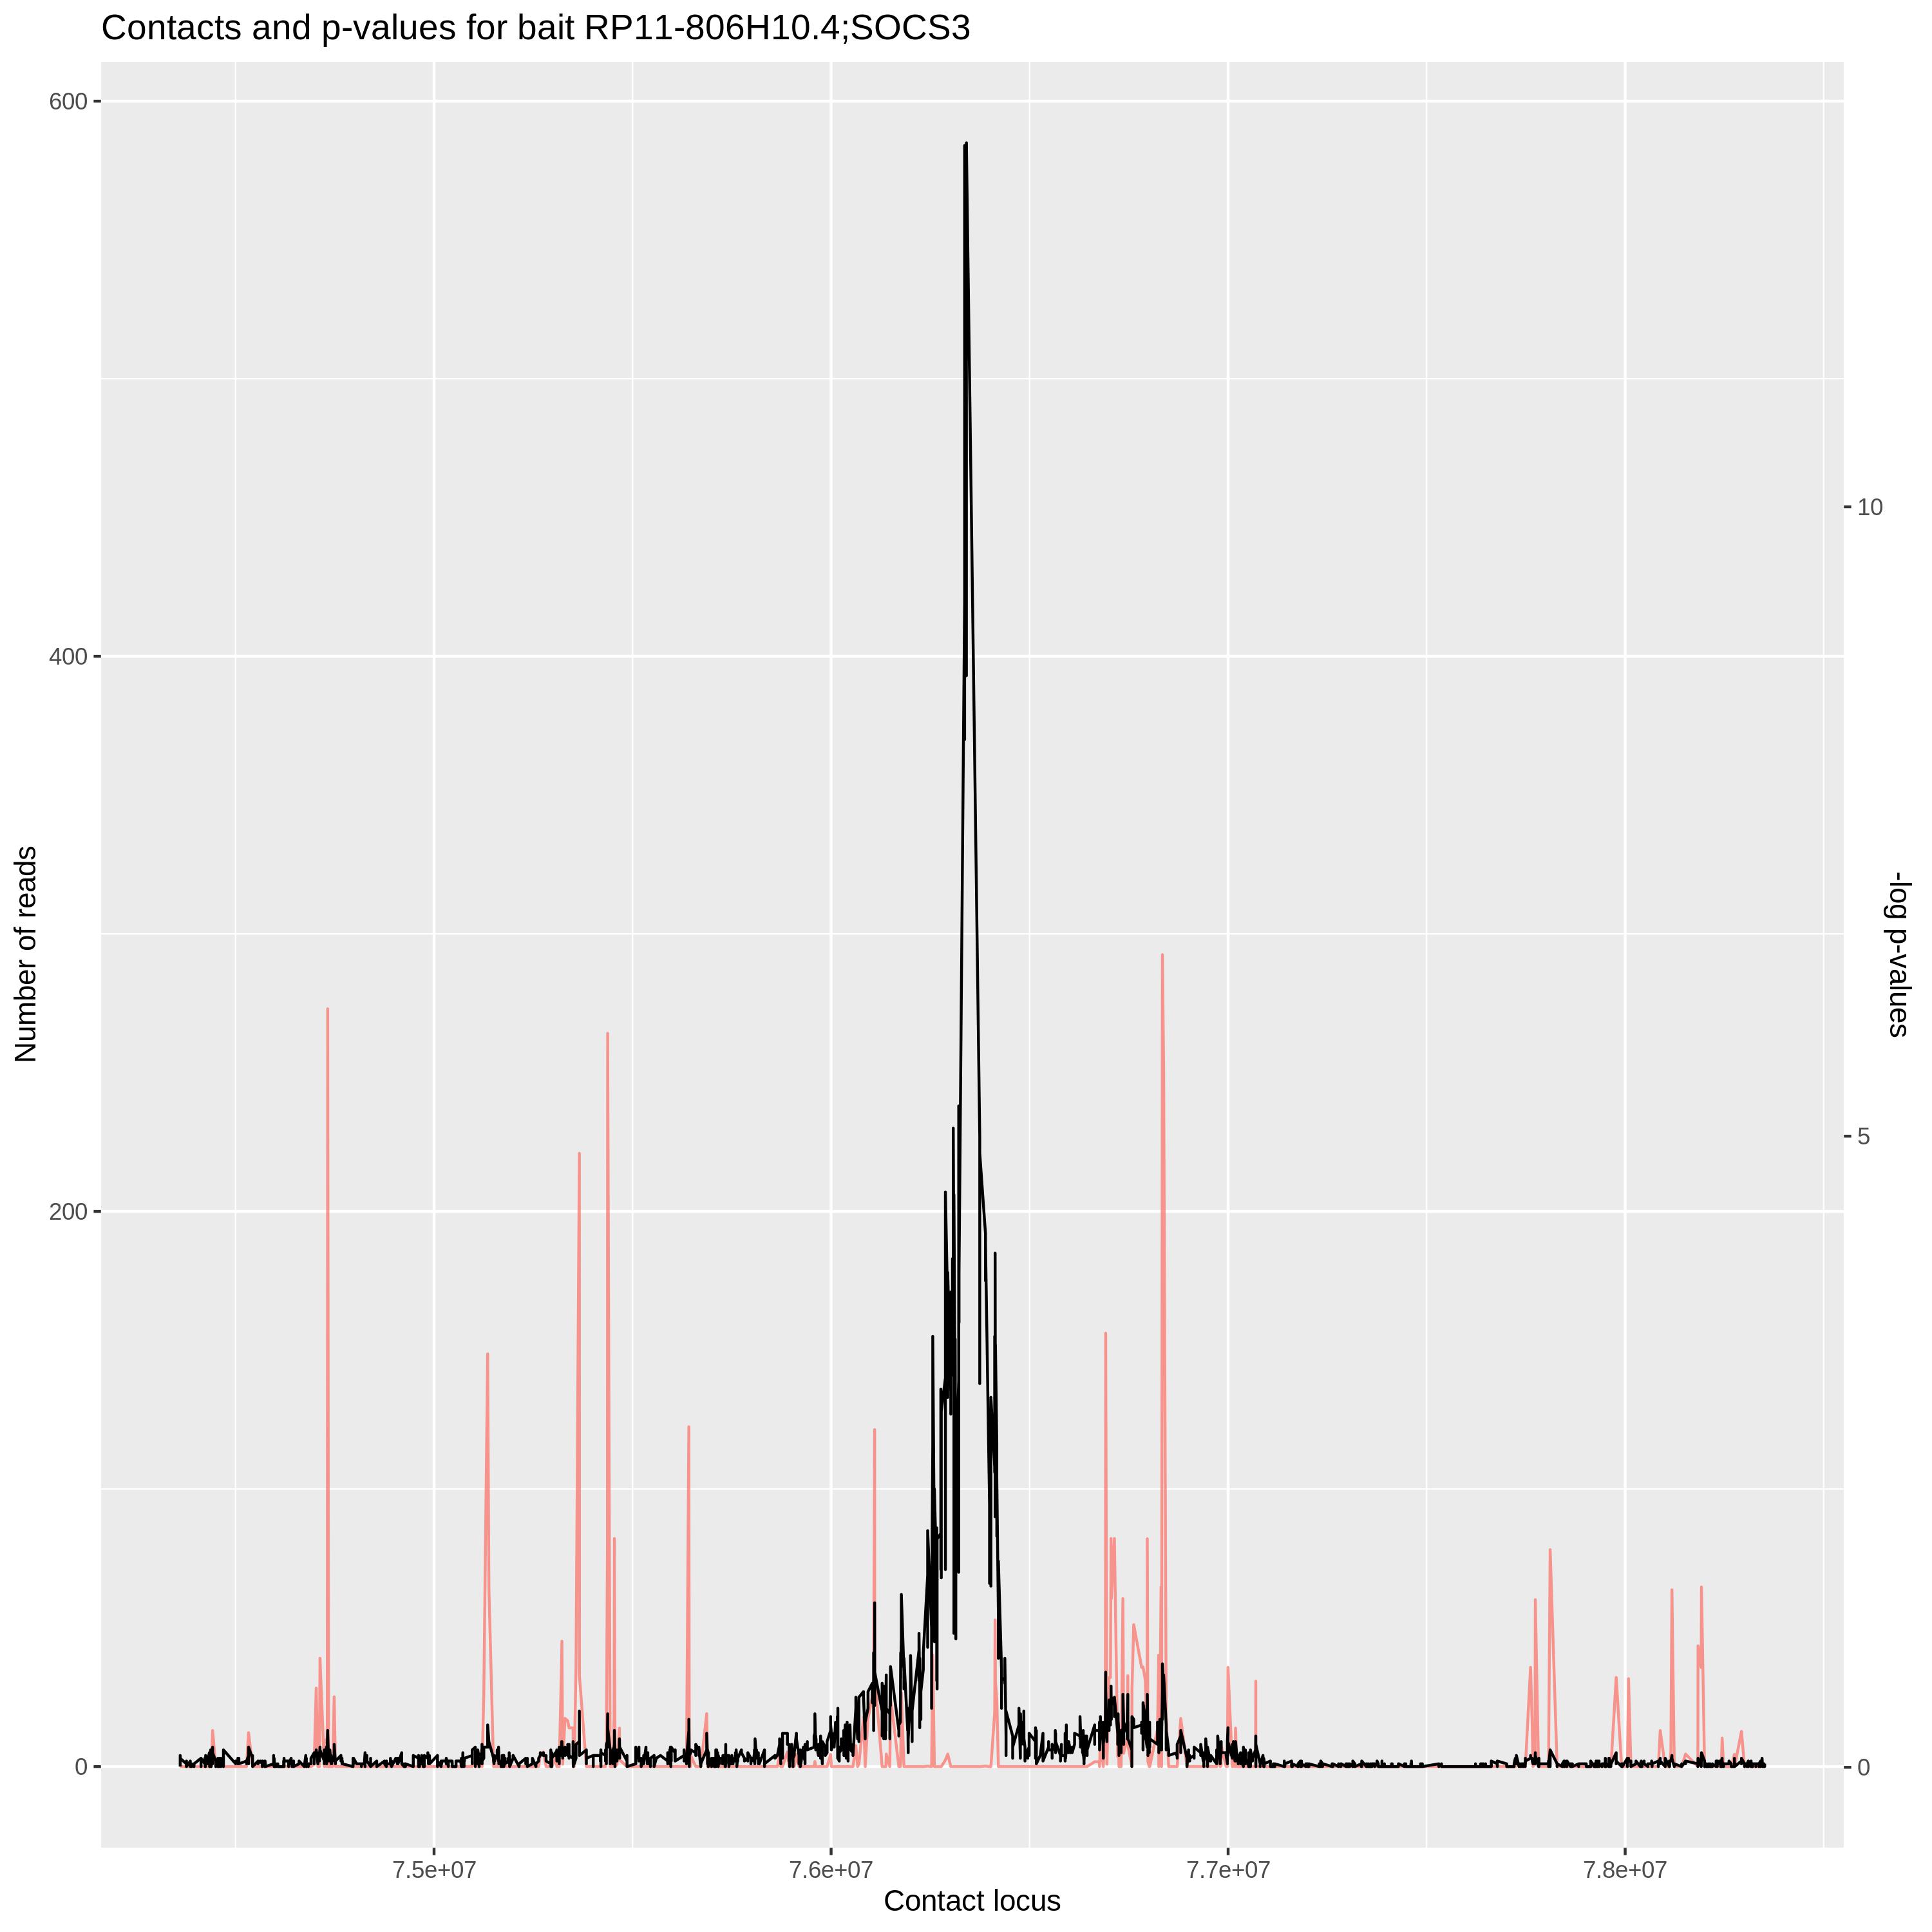 Contacts and p-values for bait RP11-806H10.4;SOCS3
600
400
200
0
Number of reads
10
5
0
-log p-values
7.5e+07 7.6e+07 7.7e+07 7.8e+07
Contact locus